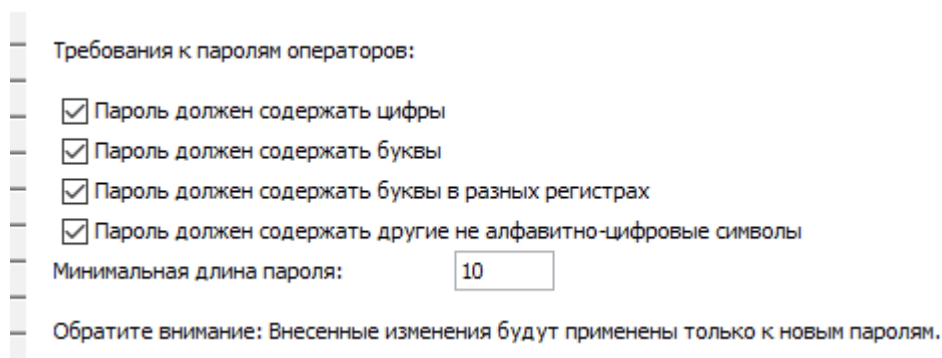 Требования к паролям операторов:
Пароль должен содержать цифры
Пароль должен содержать буквы
Пароль должен содержать буквы в разных регистрах
Пароль должен содержать другие не алфавитно-цифровые символы
Минимальная длина пароля: 10
Обратите внимание: Внесенные изменения будут применены только к новым паролям.